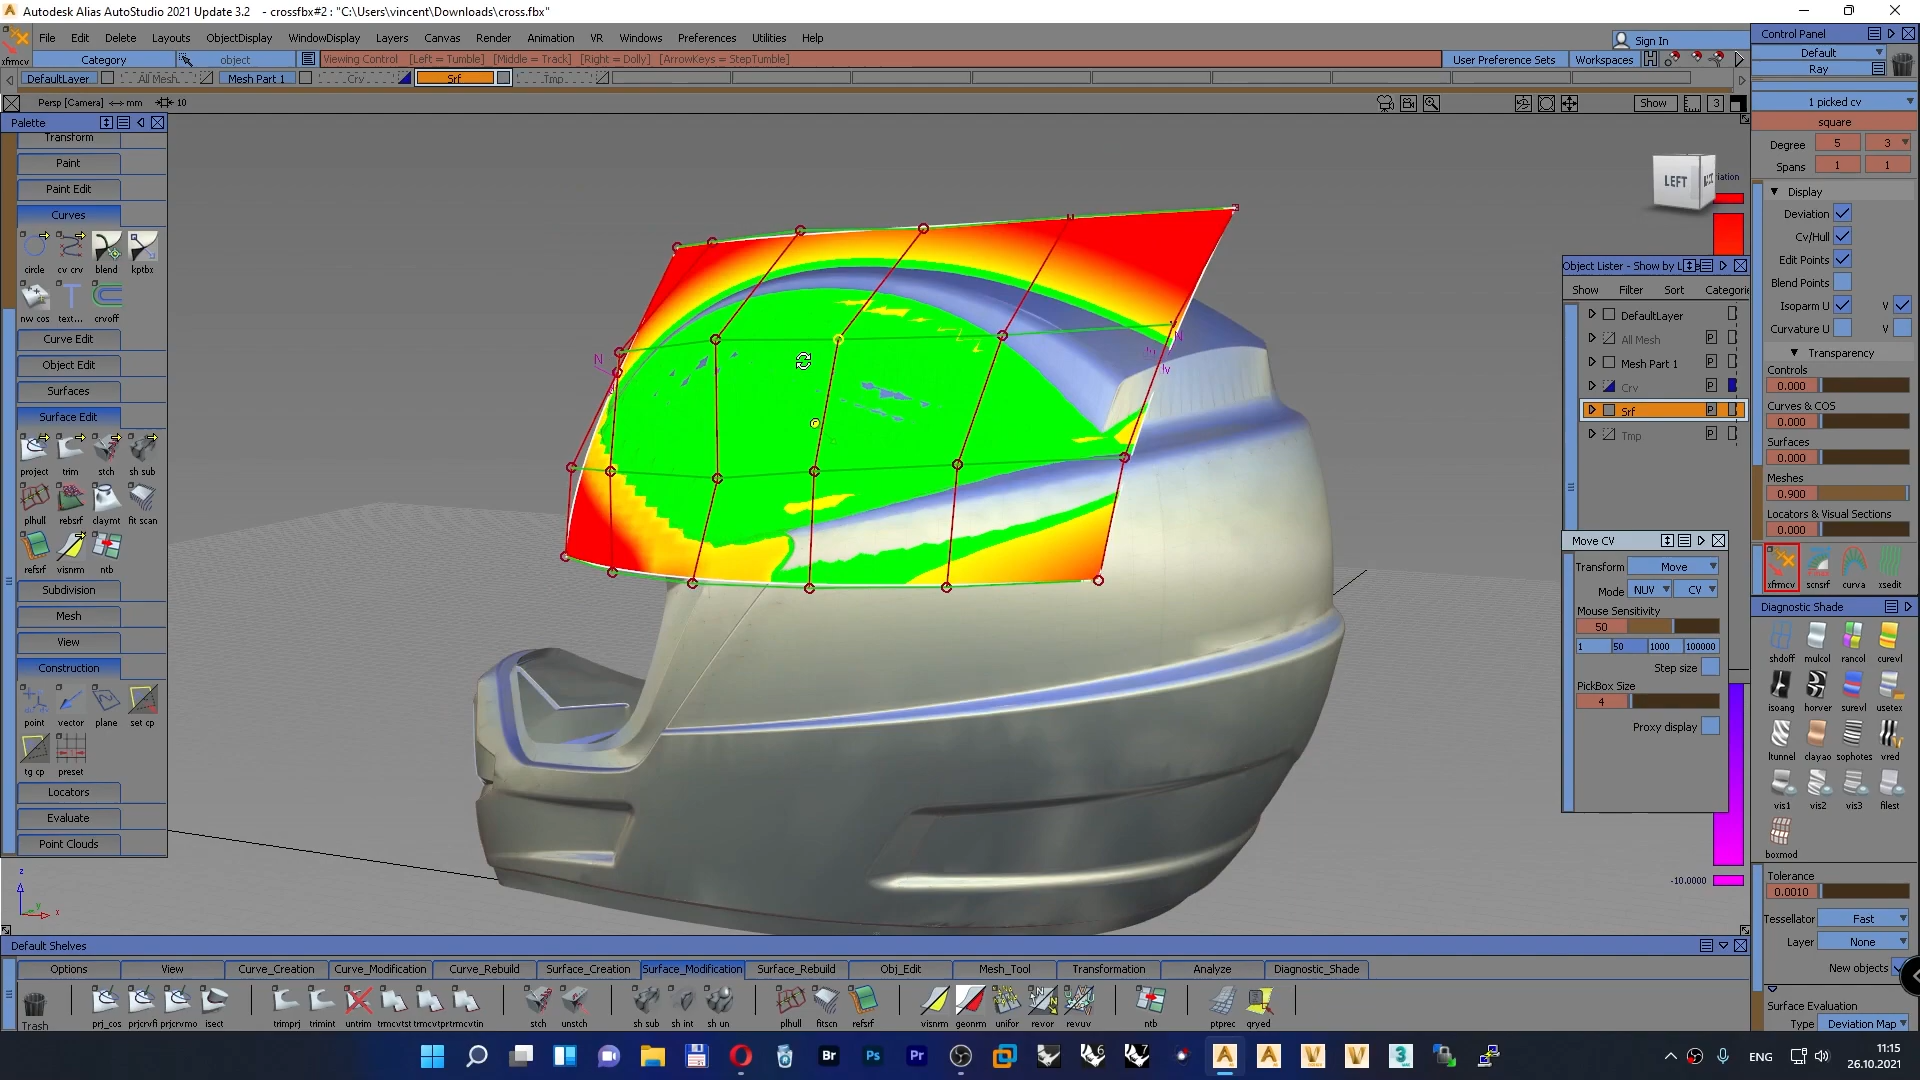 Autodesk Alias AutoStudio 2021 Update 3.2 - crossfbx#2 : "C:\Users\vincent\Downloads\cross.fbx"
File Edit Delete Layouts ObjectDisplay WindowDisplay Layers Canvas Render Animation VR Windows Preferences Utilities Help
Sign In
xfrmcv Category object Viewing Control [Left = Tumble] [Middle = Track] [Right = Dolly] [ArrowKeys = StepTumble] User Preference Sets Workspaces
DefaultLayer All Mesh Mesh Part 1 Crv Srf Tmp
Persp [Camera] <-> mm 10 Show 3
Palette
Transform
Paint
Paint Edit
Curves
circle cv crv blend kptbx
nw cos text... crvoff
Curve Edit
Object Edit
Surfaces
Surface Edit
project trim stch sh sub
plhull rebsrf claymt fit scan
refsrf visnrm ntb
Subdivision
Mesh
View
Construction
point vector plane set cp
tg cp preset
Locators
Evaluate
Point Clouds
LEFT
N
N
z
y
x
Control Panel
Default
Ray
1 picked cv
square
Degree 5 3
Spans 1 1
Display
Deviation
Cv/Hull
Edit Points
Blend Points
Isoparm U V
Curvature U V
Transparency
Controls
0.000
Curves & COS
0.000
Surfaces
0.000
Meshes
0.900
Locators & Visual Sections
0.000
xfrmcv scnsrf curva xsedit
Diagnostic Shade
shdoff mulcol rancol curevl
isoang horver surevl usetex
ltunnel clayao sophotes vred
vis1 vis2 vis3 filest
boxmod
Tolerance
0.0010
Tessellator Fast
Layer None
New objects
Surface Evaluation
Type Deviation Map
Object Lister - Show by L
Show Filter Sort Categorie
DefaultLayer
All Mesh P
Mesh Part 1 P
Crv P
Srf P
Tmp P
Move CV
Transform Move
Mode NUV CV
Mouse Sensitivity
50
1 50 1000 100000
Step size
PickBox Size
4
Proxy display
-10.0000
Default Shelves
Options View Curve_Creation Curve_Modification Curve_Rebuild Surface_Creation Surface_Modification Surface_Rebuild Obj_Edit Mesh_Tool Transformation Analyze Diagnostic_Shade
Trash prj_cos prjcrvfi prjcrvmo isect trimprj trimint untrim trmcvtst trmcvtpr trmcvtin stch unstch sh sub sh int sh un plhull fitscn refsrf visnrm geonrm unifor revor revuv ntb ptprec qryed
Br Ps Pr 6 7 3 ENG 11:15
26.10.2021